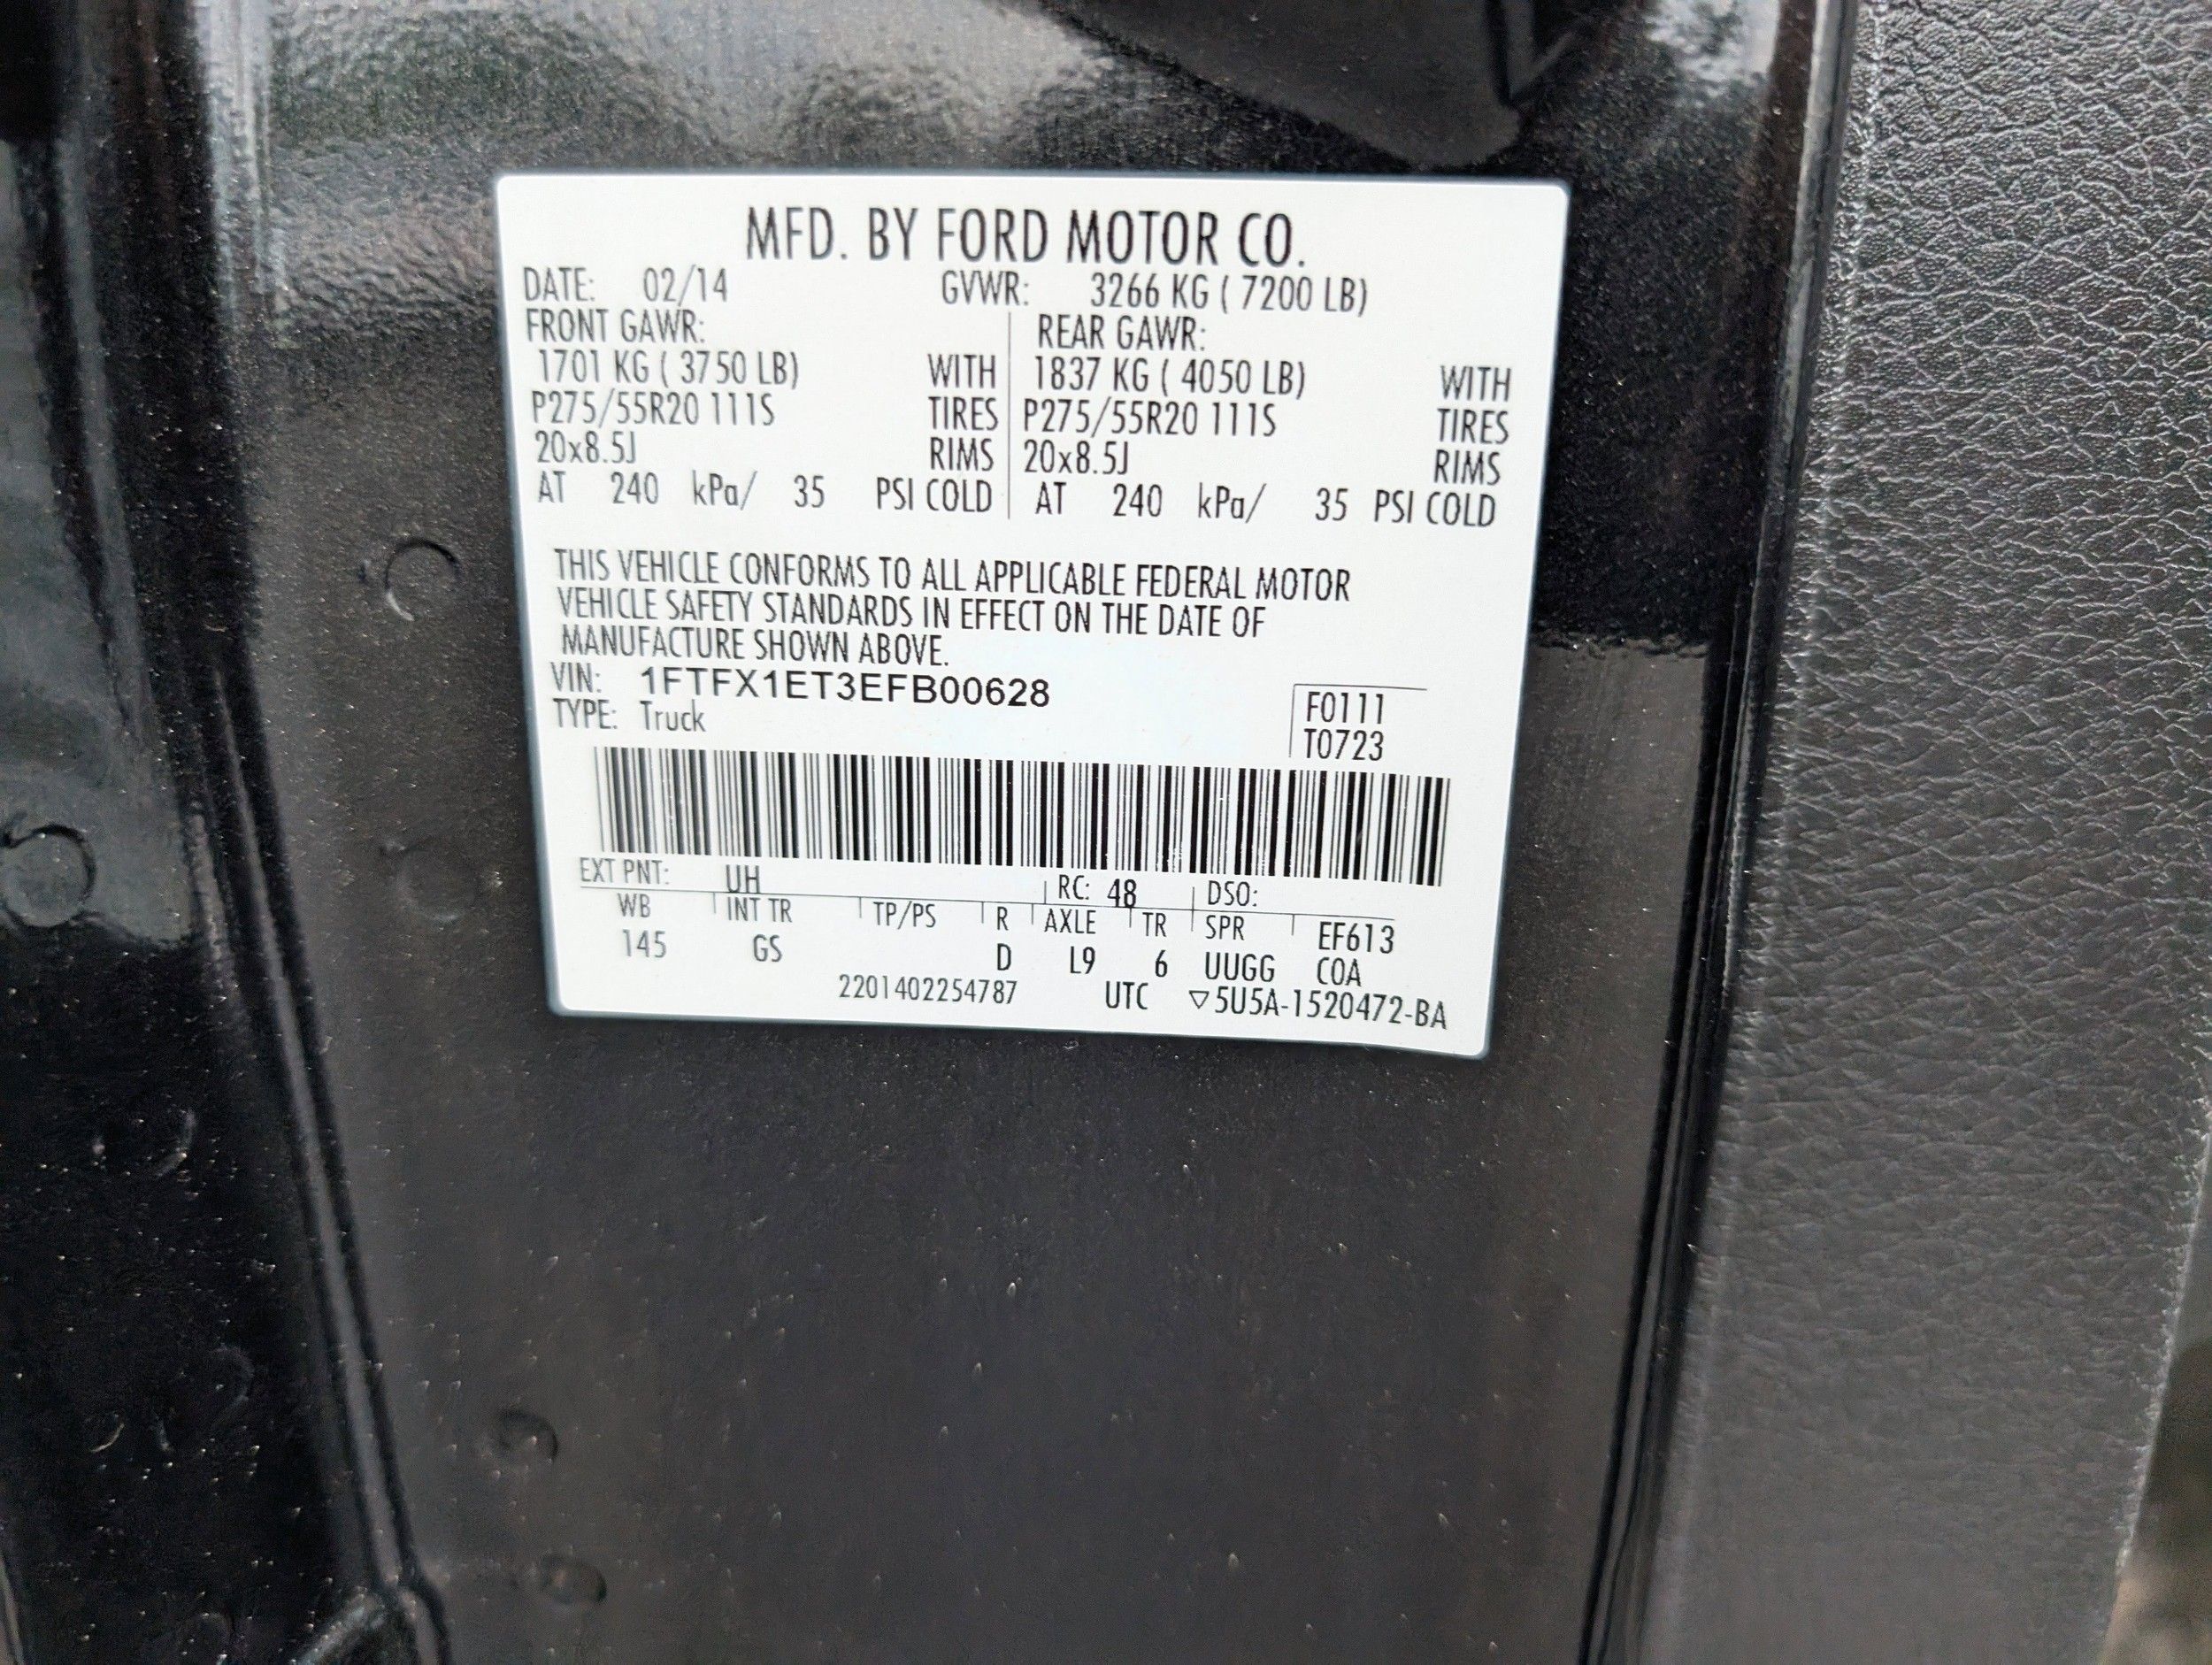 MFD. BY FORD MOTOR CO.
DATE: 02/14 GVWR: 3266 KG ( 7200 LB)
FRONT GAWR: REAR GAWR:
1701 KG ( 3750 LB) WITH 1837 KG ( 4050 LB) WITH
P275/55R20 111S TIRES P275/55R20 111S TIRES
20x8.5J RIMS 20x8.5J RIMS
AT 240 kPa/ 35 PSI COLD AT 240 kPa/ 35 PSI COLD
THIS VEHICLE CONFORMS TO ALL APPLICABLE FEDERAL MOTOR
VEHICLE SAFETY STANDARDS IN EFFECT ON THE DATE OF
MANUFACTURE SHOWN ABOVE.
VIN: 1FTFX1ET3EFB00628 F0111
TYPE: Truck T0723
EXT PNT: UH RC: 48 DSO:
WB INT TR TP/PS R AXLE TR SPR EF613
145 GS D L9 6 UUGG COA
2201402254787 UTC ▽5U5A-1520472-BA